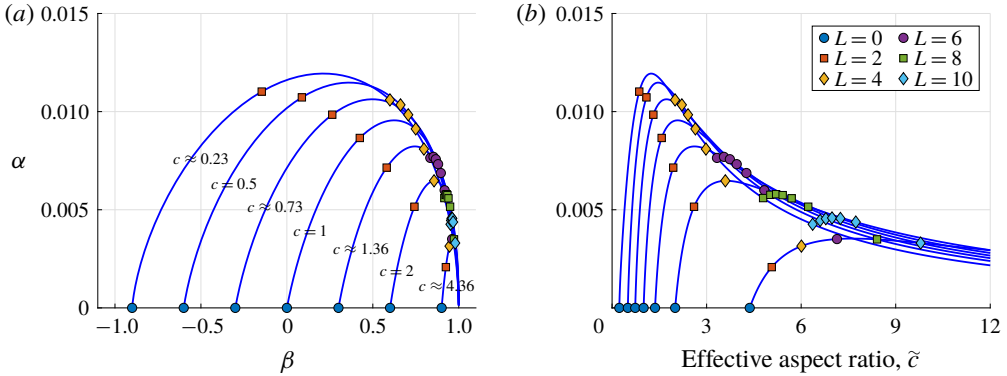 (a)
0.015
0.010
0.005
0
α
c ≈ 0.23
c = 0.5
c ≈ 0.73
c = 1
c ≈ 1.36
c = 2
c ≈ 4.36
−1.0 −0.5 0 0.5 1.0
β
(b)
0.015
0.010
0.005
L = 0 L = 6
L = 2 L = 8
L = 4 L = 10
0 3 6 9 12
Effective aspect ratio, c̃